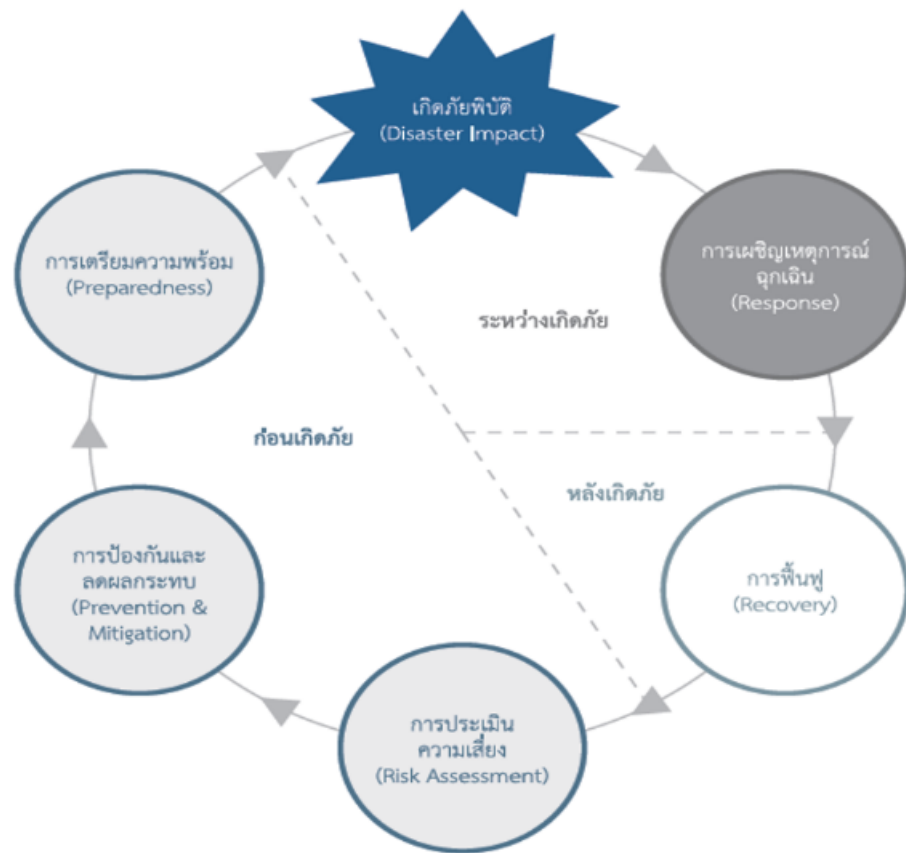 เกิดภัยพิบัติ
(Disaster Impact)
การเตรียมความพร้อม
(Preparedness)
การเผชิญเหตุการณ์
ฉุกเฉิน
(Response)
ระหว่างเกิดภัย
ก่อนเกิดภัย
หลังเกิดภัย
การป้องกันและ
ลดผลกระทบ
(Prevention &
Mitigation)
การฟื้นฟู
(Recovery)
การประเมิน
ความเสี่ยง
(Risk Assessment)